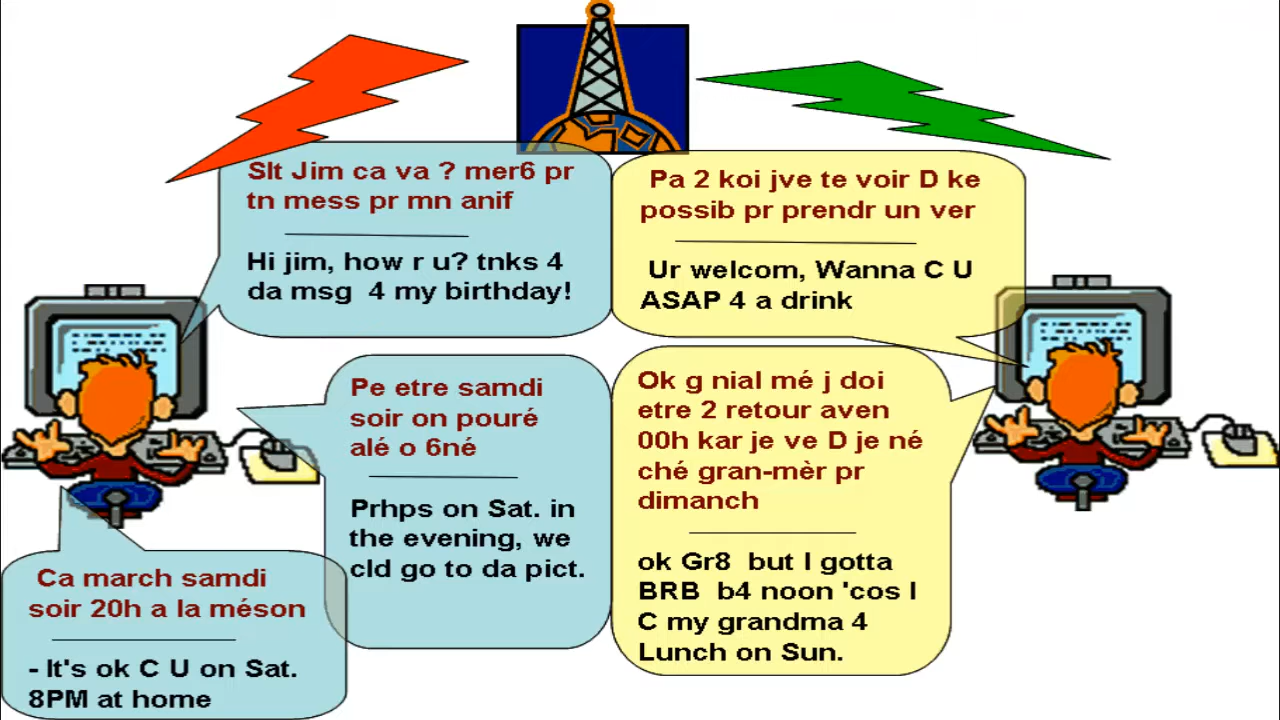 Slt Jim ca va ? mer6 pr
tn mess pr mn anif
Hi jim, how r u? tnks 4
da msg 4 my birthday!
Pa 2 koi jve te voir D ke
possib pr prendr un ver
Ur welcom, Wanna C U
ASAP 4 a drink
Pe etre samdi
soir on pouré
alé o 6né
Prhps on Sat. in
the evening, we
cld go to da pict.
Ok g nial mé j doi
etre 2 retour aven
00h kar je ve D je né
ché gran-mèr pr
dimanch
ok Gr8 but I gotta
BRB b4 noon 'cos I
C my grandma 4
Lunch on Sun.
Ca march samdi
soir 20h a la méson
- It's ok C U on Sat.
8PM at home